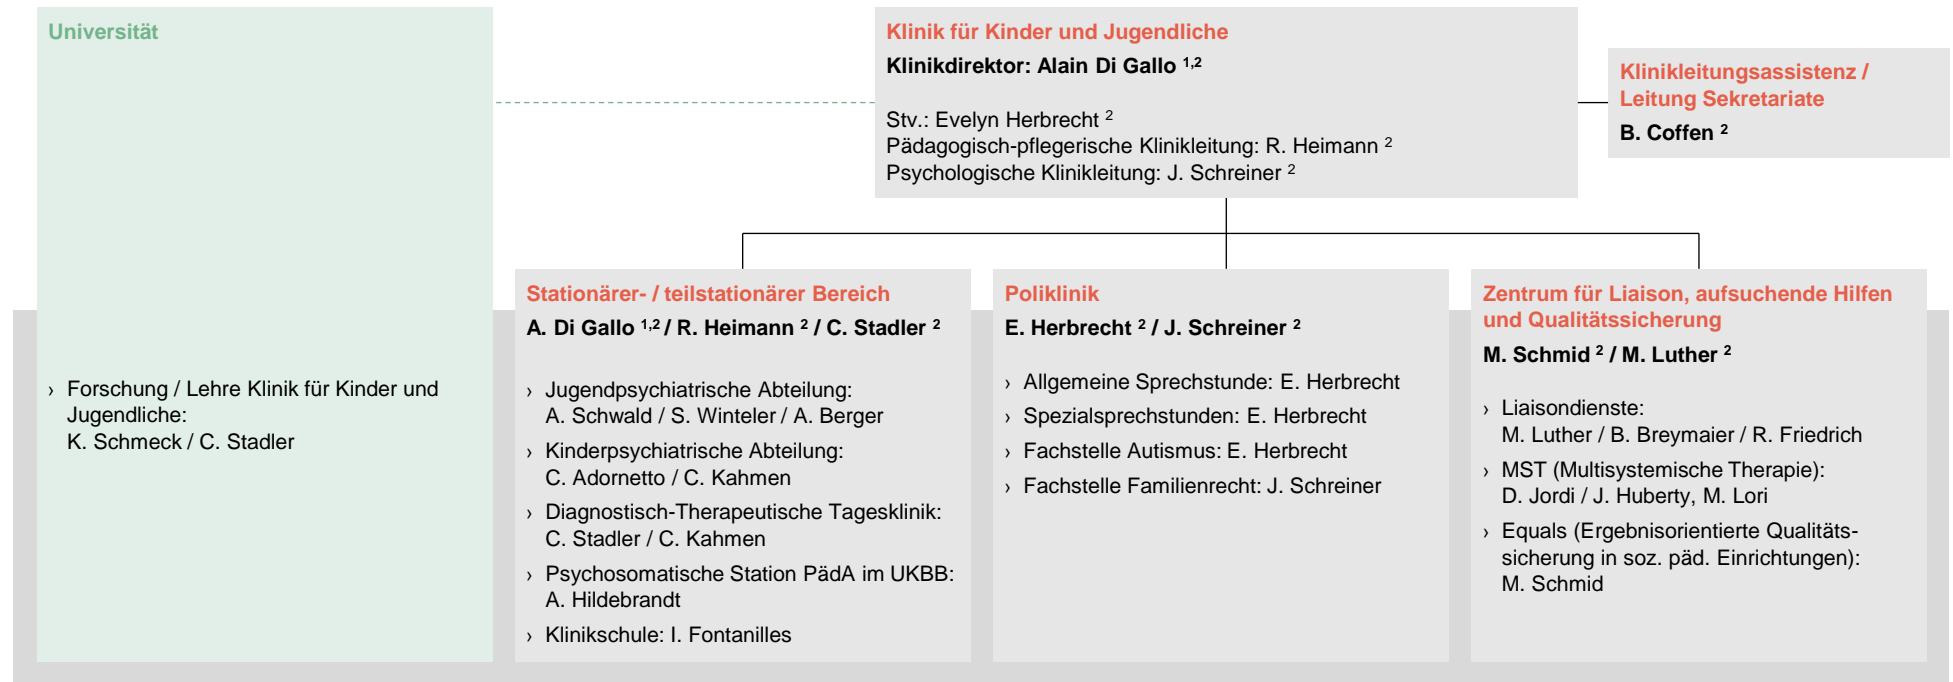 Universität
› Forschung / Lehre Klinik für Kinder und
Jugendliche:
K. Schmeck / C. Stadler
Klinik für Kinder und Jugendliche
Klinikdirektor: Alain Di Gallo 1,2
Stv.: Evelyn Herbrecht 2
Pädagogisch-pflegerische Klinikleitung: R. Heimann 2
Psychologische Klinikleitung: J. Schreiner 2
Klinikleitungsassistenz /
Leitung Sekretariate
B. Coffen 2
Stationärer- / teilstationärer Bereich
A. Di Gallo 1,2 / R. Heimann 2 / C. Stadler 2
› Jugendpsychiatrische Abteilung:
A. Schwald / S. Winteler / A. Berger
› Kinderpsychiatrische Abteilung:
C. Adornetto / C. Kahmen
› Diagnostisch-Therapeutische Tagesklinik:
C. Stadler / C. Kahmen
› Psychosomatische Station PädA im UKBB:
A. Hildebrandt
› Klinikschule: I. Fontanilles
Poliklinik
E. Herbrecht 2 / J. Schreiner 2
› Allgemeine Sprechstunde: E. Herbrecht
› Spezialsprechstunden: E. Herbrecht
› Fachstelle Autismus: E. Herbrecht
› Fachstelle Familienrecht: J. Schreiner
Zentrum für Liaison, aufsuchende Hilfen
und Qualitätssicherung
M. Schmid 2 / M. Luther 2
› Liaisondienste:
M. Luther / B. Breymaier / R. Friedrich
› MST (Multisystemische Therapie):
D. Jordi / J. Huberty, M. Lori
› Equals (Ergebnisorientierte Qualitäts-
sicherung in soz. päd. Einrichtungen):
M. Schmid